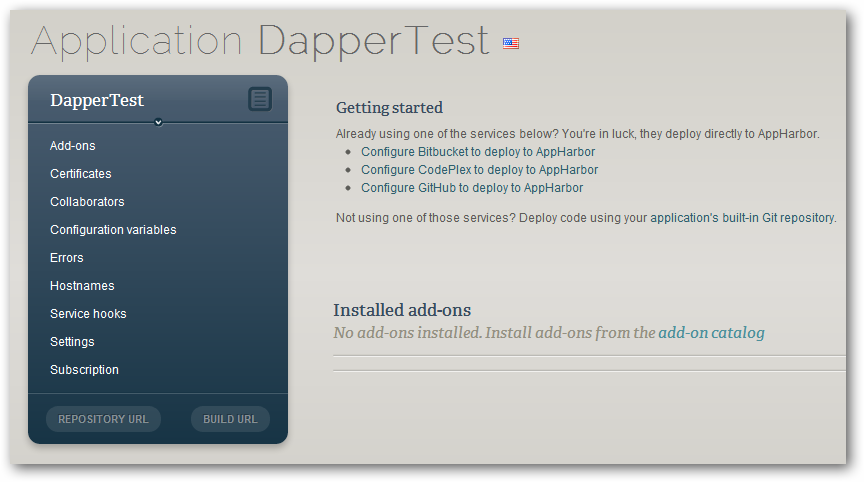 Application DapperTest
DapperTest
Add-ons
Certificates
Collaborators
Configuration variables
Errors
Hostnames
Service hooks
Settings
Subscription
REPOSITORY URL
BUILD URL
Getting started
Already using one of the services below? You're in luck, they deploy directly to AppHarbor.
Configure Bitbucket to deploy to AppHarbor
Configure CodePlex to deploy to AppHarbor
Configure GitHub to deploy to AppHarbor
Not using one of those services? Deploy code using your application's built-in Git repository.
Installed add-ons
No add-ons installed. Install add-ons from the add-on catalog